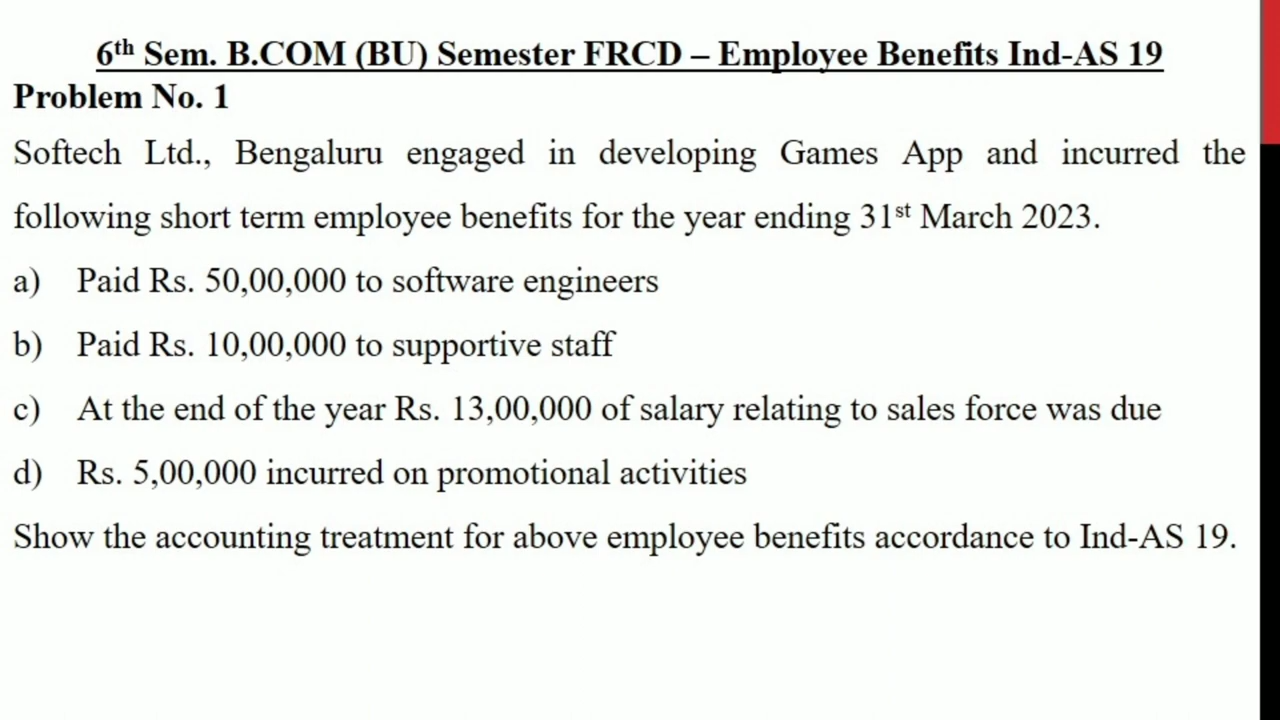 6th Sem. B.COM (BU) Semester FRCD – Employee Benefits Ind-AS 19
Problem No. 1
Softech Ltd., Bengaluru engaged in developing Games App and incurred the
following short term employee benefits for the year ending 31st March 2023.
a) Paid Rs. 50,00,000 to software engineers
b) Paid Rs. 10,00,000 to supportive staff
c) At the end of the year Rs. 13,00,000 of salary relating to sales force was due
d) Rs. 5,00,000 incurred on promotional activities
Show the accounting treatment for above employee benefits accordance to Ind-AS 19.